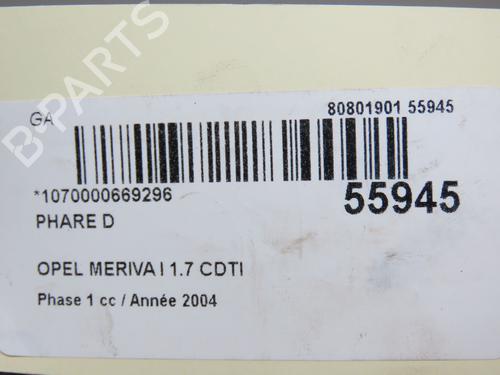 B-PARTS
GA
80801901 55945
*1070000669296
55945
PHARE D
OPEL MERIVA I 1.7 CDTI
Phase 1 cc / Année 2004